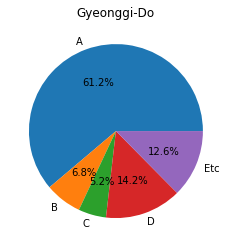 Gyeonggi-Do
A
61.2%
12.6%
Etc
6.8%
5.2%
14.2%
B
C
D